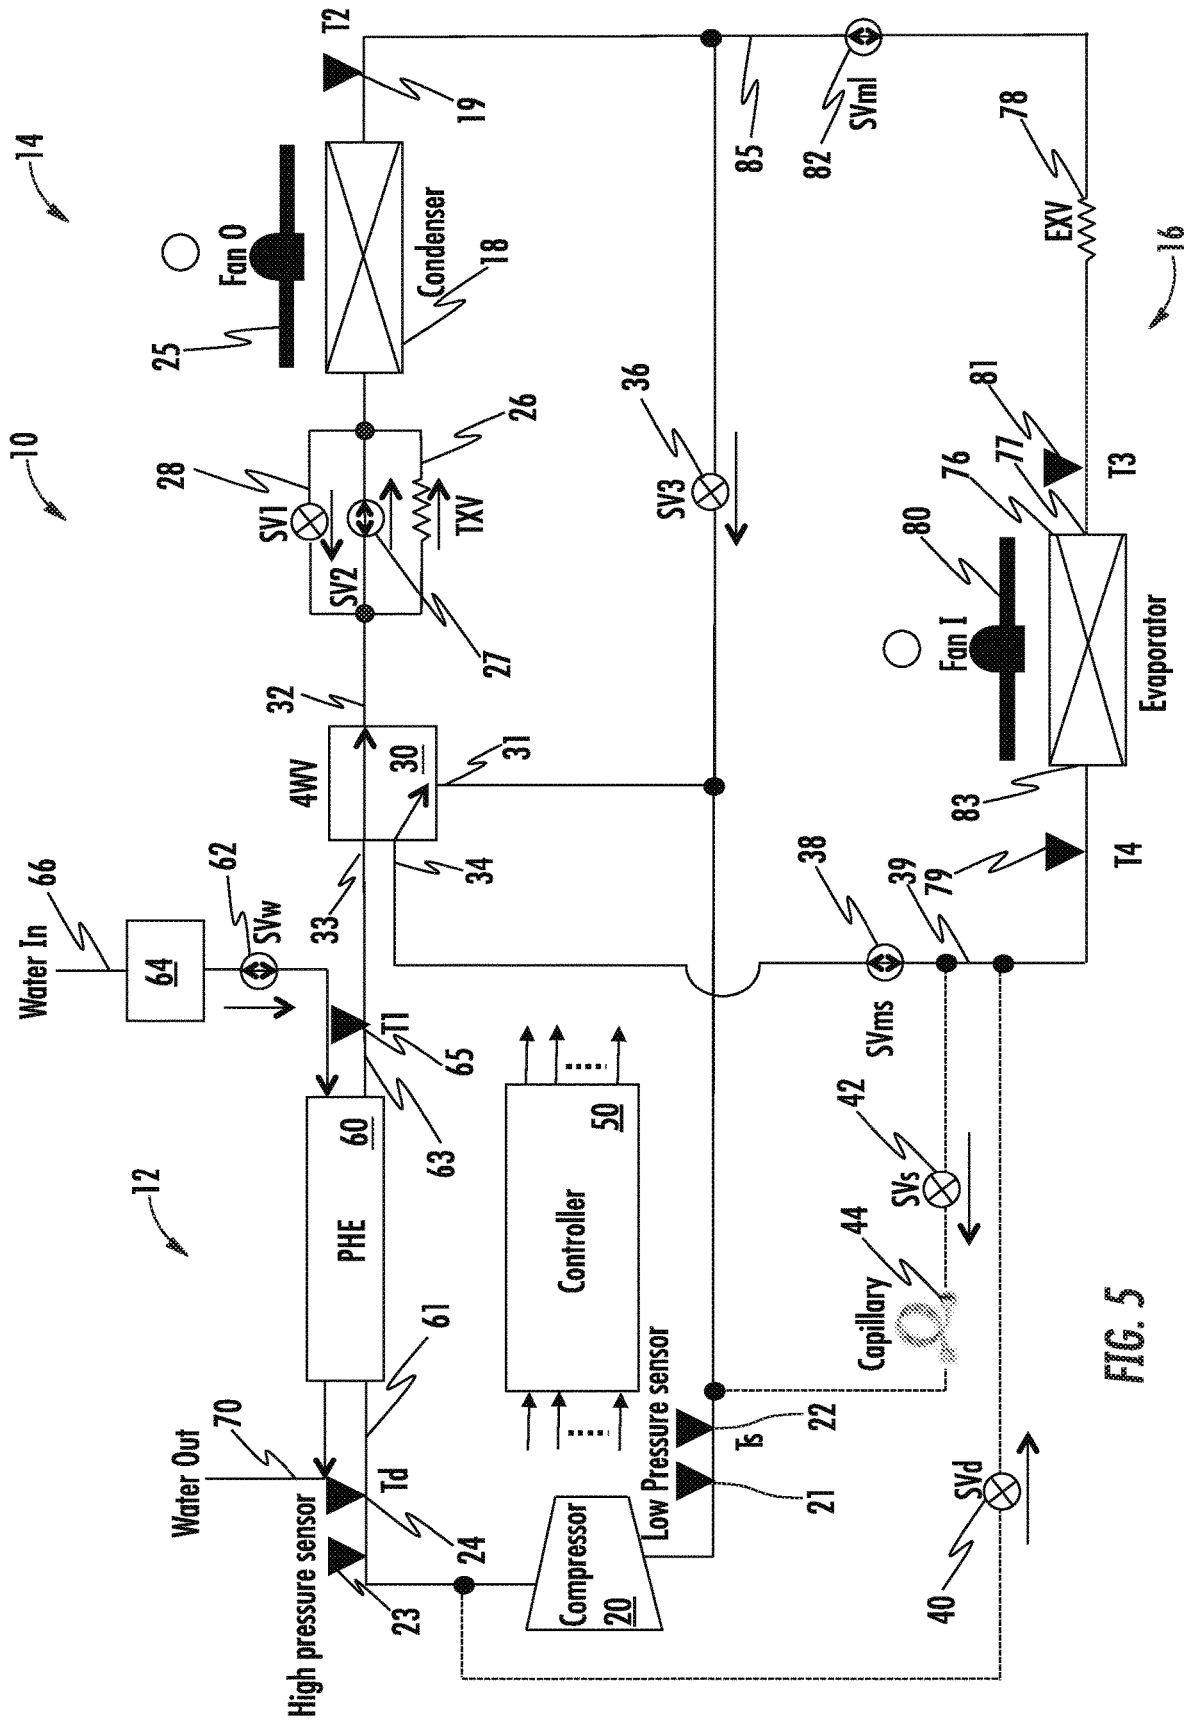 10
12
14
16
Water In
66
64
62
SVw
Water Out
70
High pressure sensor
23
24
Td
61
PHE
60
63
65
T1
33
4WV
30
31
32
34
SV1
28
SV2
27
TXV
26
25
Fan O
Condenser
18
19
T2
Controller
50
Compressor
20
Low Pressure sensor
21
22
Ts
36
SV3
85
82
SVml
78
EXV
81
T3
77
76
80
Fan I
Evaporator
83
79
T4
39
38
SVms
42
SVs
44
Capillary
SVd
40
FIG. 5